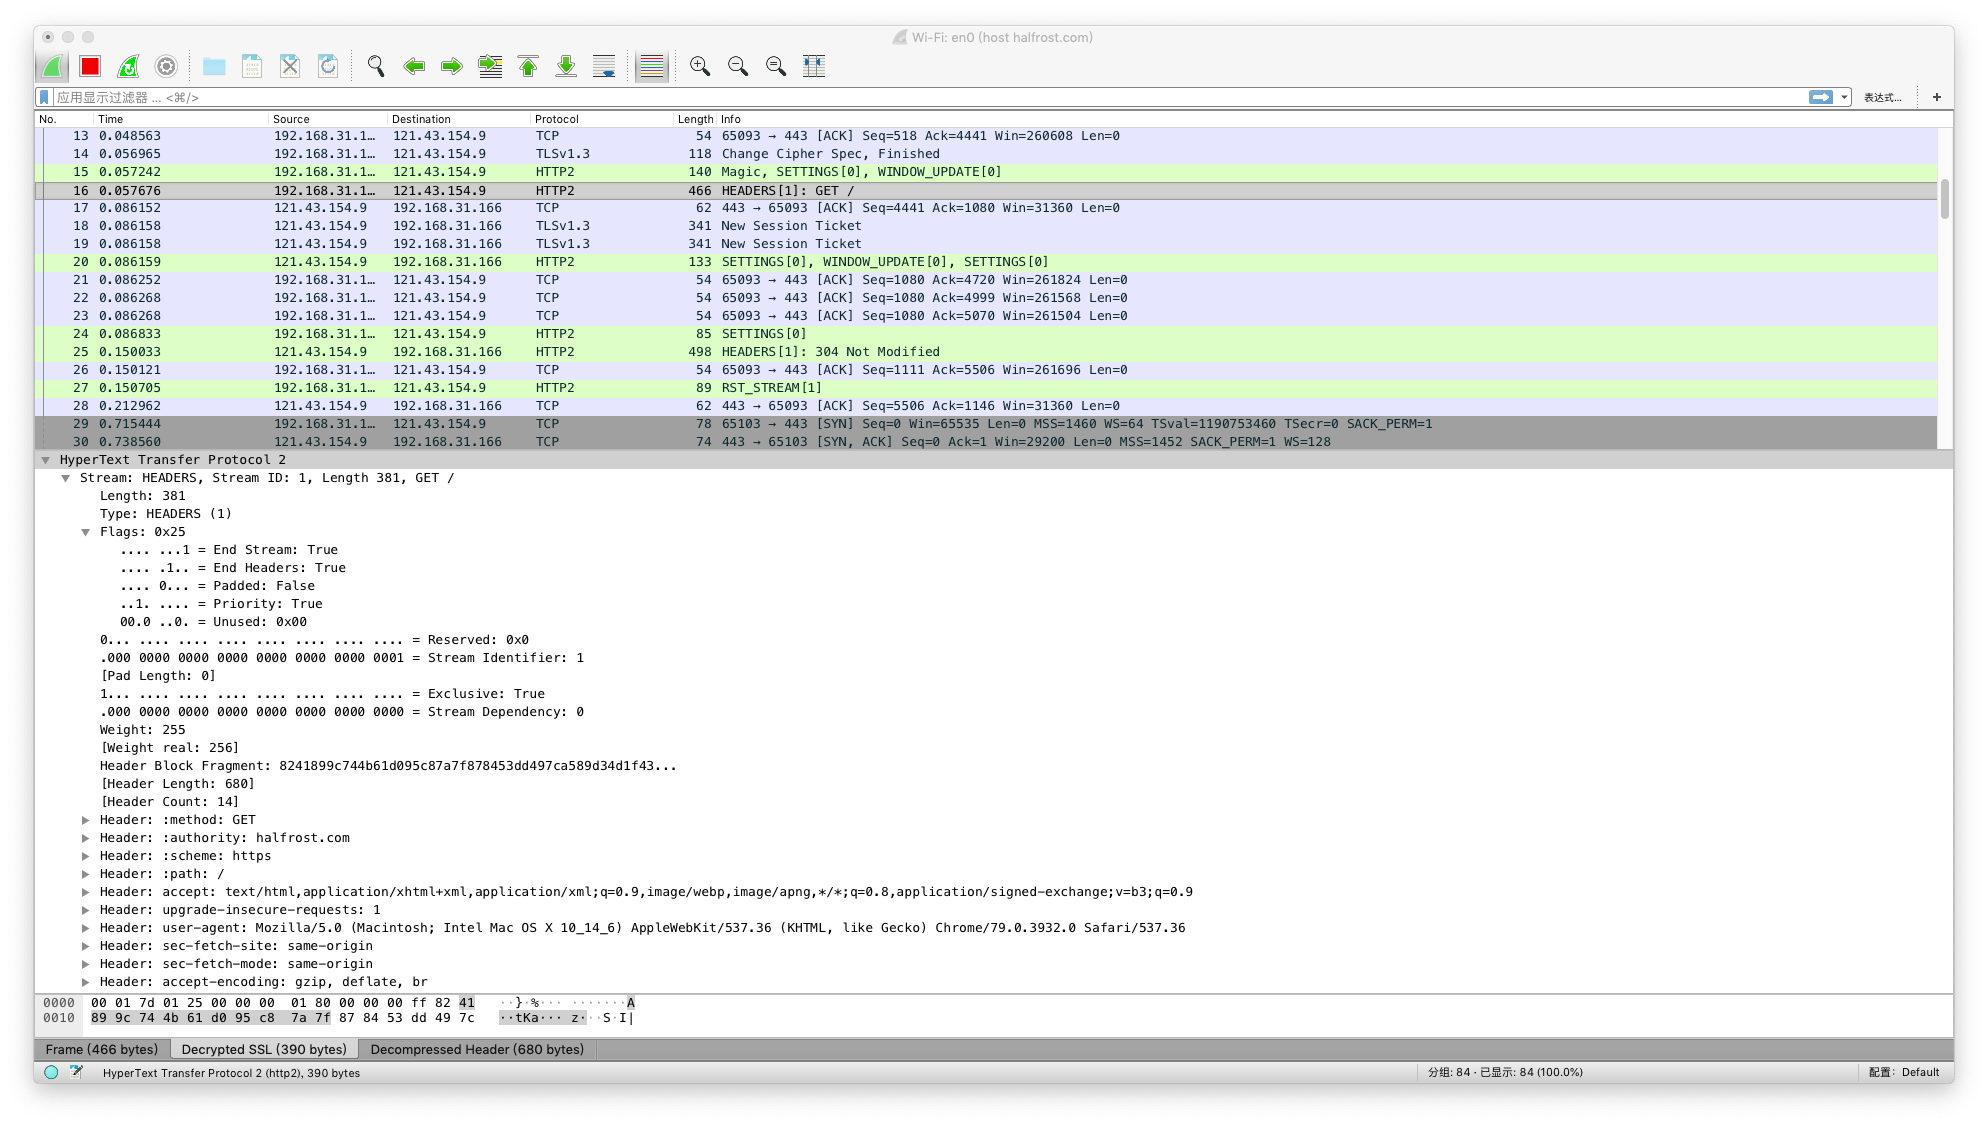 Wi-Fi: en0 (host halfrost.com)
应用显示过滤器 … <⌘/>
表达式…
+
No. Time Source Destination Protocol Length Info
13 0.048563 192.168.31.1… 121.43.154.9 TCP 54 65093 → 443 [ACK] Seq=518 Ack=4441 Win=260608 Len=0
14 0.056965 192.168.31.1… 121.43.154.9 TLSv1.3 118 Change Cipher Spec, Finished
15 0.057242 192.168.31.1… 121.43.154.9 HTTP2 140 Magic, SETTINGS[0], WINDOW_UPDATE[0]
16 0.057676 192.168.31.1… 121.43.154.9 HTTP2 466 HEADERS[1]: GET /
17 0.086152 121.43.154.9 192.168.31.166 TCP 62 443 → 65093 [ACK] Seq=4441 Ack=1080 Win=31360 Len=0
18 0.086158 121.43.154.9 192.168.31.166 TLSv1.3 341 New Session Ticket
19 0.086158 121.43.154.9 192.168.31.166 TLSv1.3 341 New Session Ticket
20 0.086159 121.43.154.9 192.168.31.166 HTTP2 133 SETTINGS[0], WINDOW_UPDATE[0], SETTINGS[0]
21 0.086252 192.168.31.1… 121.43.154.9 TCP 54 65093 → 443 [ACK] Seq=1080 Ack=4720 Win=261824 Len=0
22 0.086268 192.168.31.1… 121.43.154.9 TCP 54 65093 → 443 [ACK] Seq=1080 Ack=4999 Win=261568 Len=0
23 0.086268 192.168.31.1… 121.43.154.9 TCP 54 65093 → 443 [ACK] Seq=1080 Ack=5070 Win=261504 Len=0
24 0.086833 192.168.31.1… 121.43.154.9 HTTP2 85 SETTINGS[0]
25 0.150033 121.43.154.9 192.168.31.166 HTTP2 498 HEADERS[1]: 304 Not Modified
26 0.150121 192.168.31.1… 121.43.154.9 TCP 54 65093 → 443 [ACK] Seq=1111 Ack=5506 Win=261696 Len=0
27 0.150705 192.168.31.1… 121.43.154.9 HTTP2 89 RST_STREAM[1]
28 0.212962 121.43.154.9 192.168.31.166 TCP 62 443 → 65093 [ACK] Seq=5506 Ack=1146 Win=31360 Len=0
29 0.715444 192.168.31.1… 121.43.154.9 TCP 78 65103 → 443 [SYN] Seq=0 Win=65535 Len=0 MSS=1460 WS=64 TSval=1190753460 TSecr=0 SACK_PERM=1
30 0.738560 121.43.154.9 192.168.31.166 TCP 74 443 → 65103 [SYN, ACK] Seq=0 Ack=1 Win=29200 Len=0 MSS=1452 SACK_PERM=1 WS=128
HyperText Transfer Protocol 2
Stream: HEADERS, Stream ID: 1, Length 381, GET /
Length: 381
Type: HEADERS (1)
Flags: 0x25
.... ...1 = End Stream: True
.... .1.. = End Headers: True
.... 0... = Padded: False
..1. .... = Priority: True
00.0 ..0. = Unused: 0x00
0... .... .... .... .... .... .... .... = Reserved: 0x0
.000 0000 0000 0000 0000 0000 0000 0001 = Stream Identifier: 1
[Pad Length: 0]
1... .... .... .... .... .... .... .... = Exclusive: True
.000 0000 0000 0000 0000 0000 0000 0000 = Stream Dependency: 0
Weight: 255
[Weight real: 256]
Header Block Fragment: 8241899c744b61d095c87a7f878453dd497ca589d34d1f43...
[Header Length: 680]
[Header Count: 14]
Header: :method: GET
Header: :authority: halfrost.com
Header: :scheme: https
Header: :path: /
Header: accept: text/html,application/xhtml+xml,application/xml;q=0.9,image/webp,image/apng,*/*;q=0.8,application/signed-exchange;v=b3;q=0.9
Header: upgrade-insecure-requests: 1
Header: user-agent: Mozilla/5.0 (Macintosh; Intel Mac OS X 10_14_6) AppleWebKit/537.36 (KHTML, like Gecko) Chrome/79.0.3932.0 Safari/537.36
Header: sec-fetch-site: same-origin
Header: sec-fetch-mode: same-origin
Header: accept-encoding: gzip, deflate, br
0000 00 01 7d 01 25 00 00 00 01 80 00 00 00 ff 82 41 ··}·%··· ·······A
0010 89 9c 74 4b 61 d0 95 c8 7a 7f 87 84 53 dd 49 7c ··tKa··· z···S·I|
Frame (466 bytes) Decrypted SSL (390 bytes) Decompressed Header (680 bytes)
HyperText Transfer Protocol 2 (http2), 390 bytes
分组: 84 · 已显示: 84 (100.0%)
配置: Default